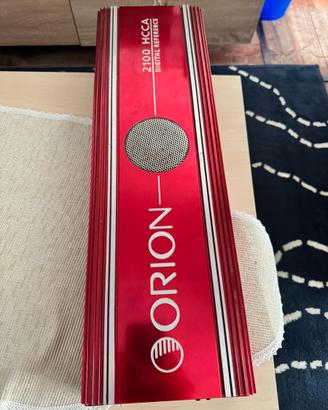 2100 HCCA
DIGITAL REFERENCE
ORION